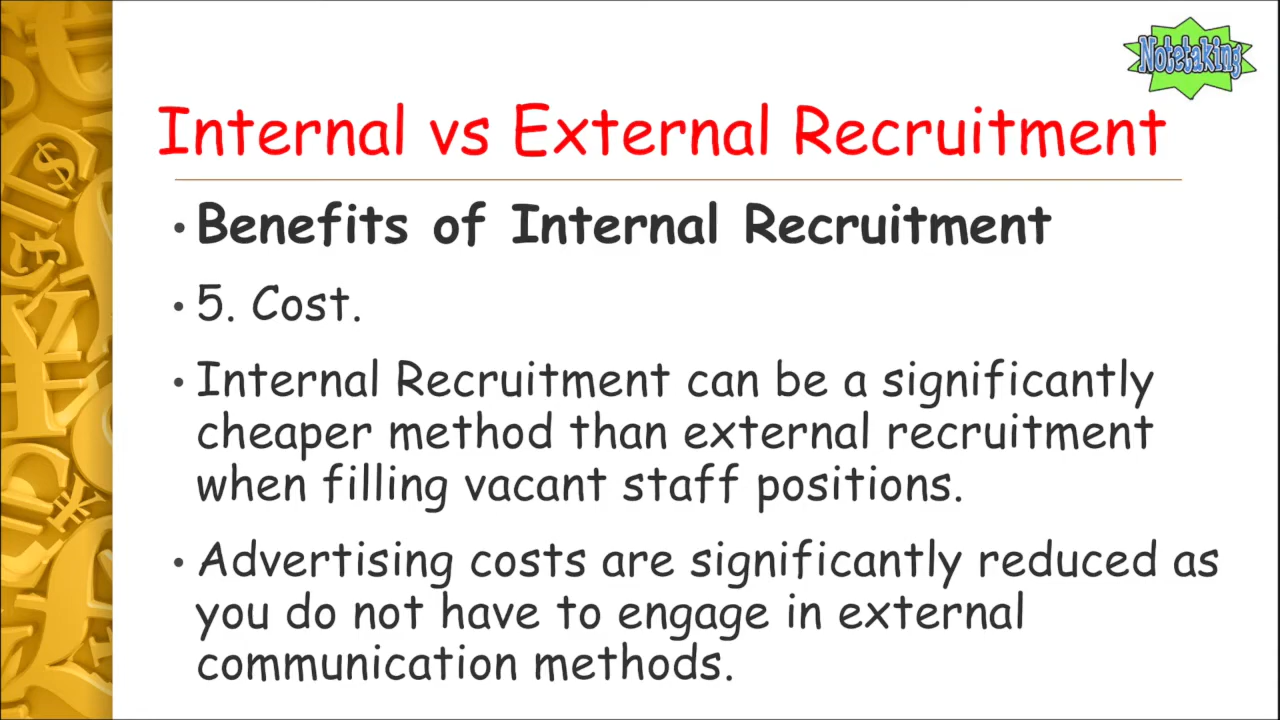 Notetaking
Internal vs External Recruitment
• Benefits of Internal Recruitment
• 5. Cost.
• Internal Recruitment can be a significantly
cheaper method than external recruitment
when filling vacant staff positions.
• Advertising costs are significantly reduced as
you do not have to engage in external
communication methods.